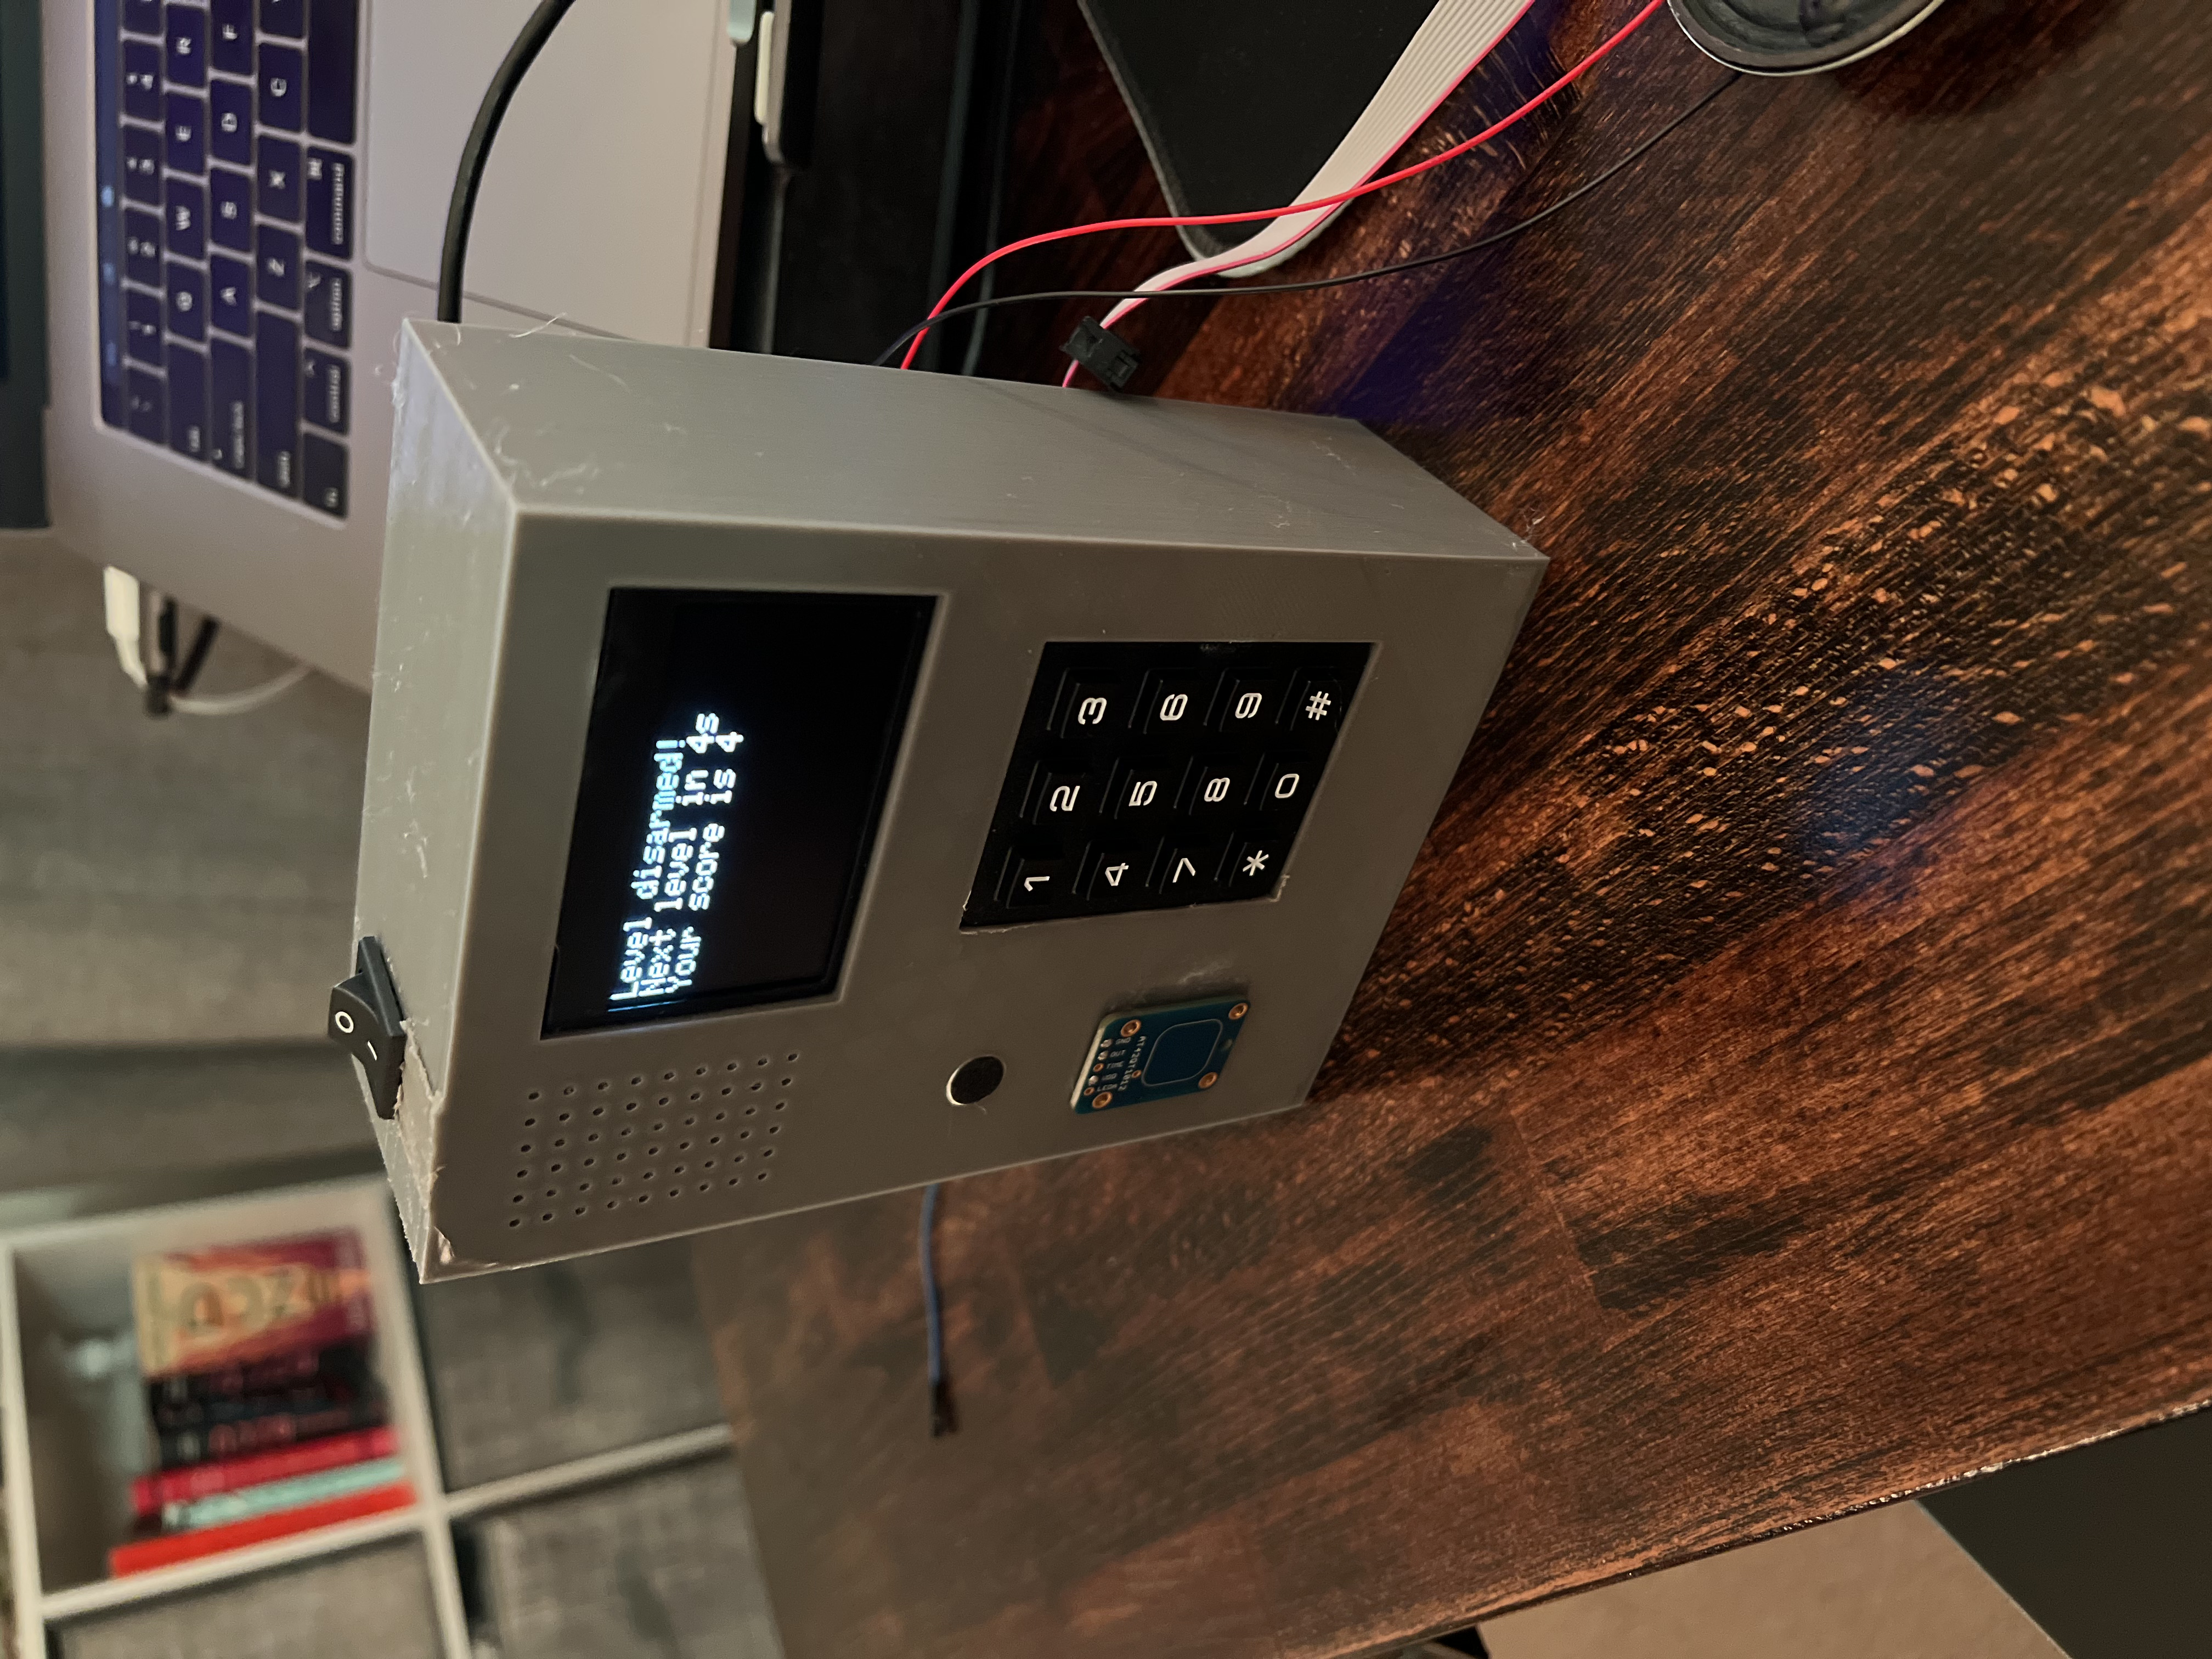 O
I
Level disarmed!
Next level in 4s
Your score is 4
1 2 3
4 5 6
7 8 9
* 0 #
AT42QT1012
Q W E R
A S D F
Z X C
fn control option command